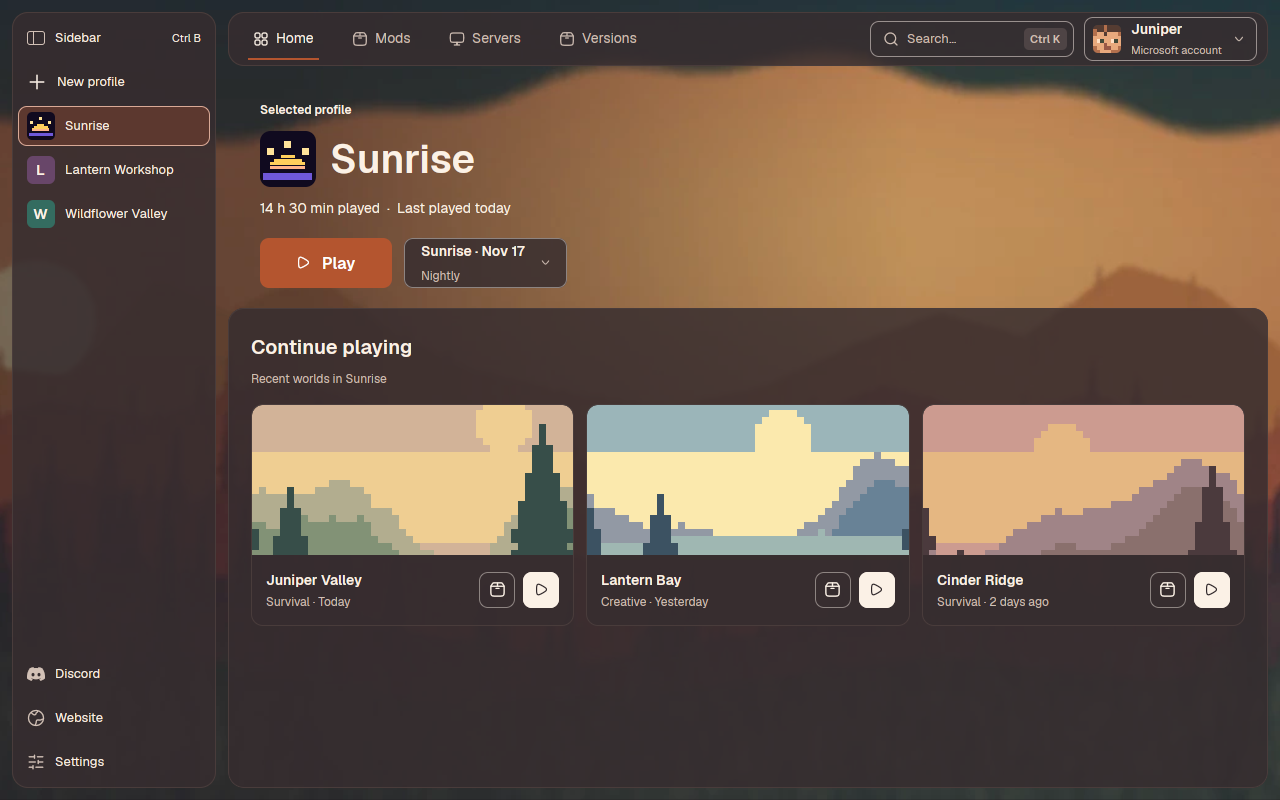 Sidebar Ctrl B
New profile
Sunrise
L Lantern Workshop
W Wildflower Valley
Discord
Website
Settings
Home Mods Servers Versions
Search... Ctrl K
Juniper
Microsoft account
Selected profile
Sunrise
14 h 30 min played · Last played today
Play
Sunrise · Nov 17
Nightly
Continue playing
Recent worlds in Sunrise
Juniper Valley
Survival · Today
Lantern Bay
Creative · Yesterday
Cinder Ridge
Survival · 2 days ago